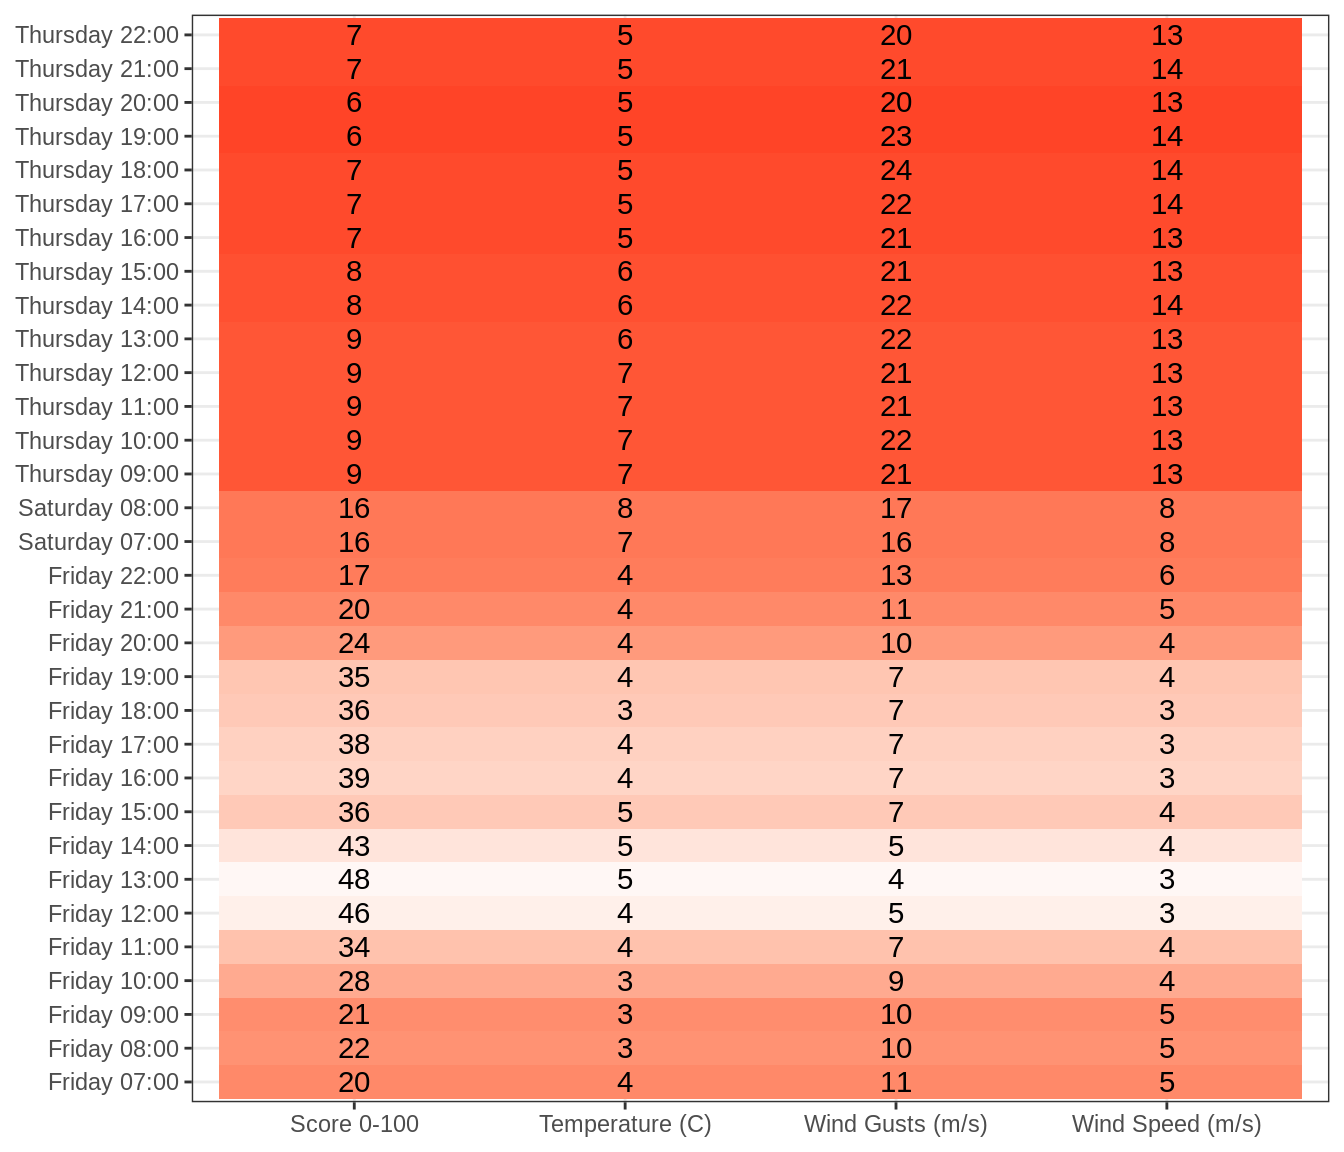 Thursday 22:00 7 5 20 13
Thursday 21:00 7 5 21 14
Thursday 20:00 6 5 20 13
Thursday 19:00 6 5 23 14
Thursday 18:00 7 5 24 14
Thursday 17:00 7 5 22 14
Thursday 16:00 7 5 21 13
Thursday 15:00 8 6 21 13
Thursday 14:00 8 6 22 14
Thursday 13:00 9 6 22 13
Thursday 12:00 9 7 21 13
Thursday 11:00 9 7 21 13
Thursday 10:00 9 7 22 13
Thursday 09:00 9 7 21 13
Saturday 08:00 16 8 17 8
Saturday 07:00 16 7 16 8
Friday 22:00 17 4 13 6
Friday 21:00 20 4 11 5
Friday 20:00 24 4 10 4
Friday 19:00 35 4 7 4
Friday 18:00 36 3 7 3
Friday 17:00 38 4 7 3
Friday 16:00 39 4 7 3
Friday 15:00 36 5 7 4
Friday 14:00 43 5 5 4
Friday 13:00 48 5 4 3
Friday 12:00 46 4 5 3
Friday 11:00 34 4 7 4
Friday 10:00 28 3 9 4
Friday 09:00 21 3 10 5
Friday 08:00 22 3 10 5
Friday 07:00 20 4 11 5
Score 0-100 Temperature (C) Wind Gusts (m/s) Wind Speed (m/s)